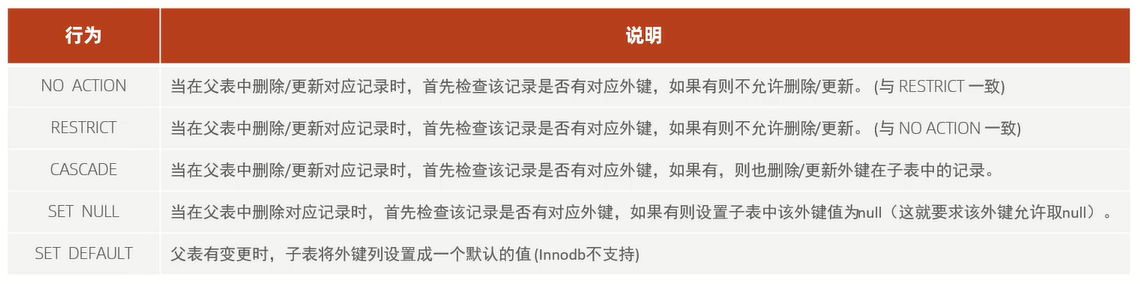 行为 说明
NO ACTION 当在父表中删除/更新对应记录时，首先检查该记录是否有对应外键，如果有则不允许删除/更新。 (与 RESTRICT 一致)
RESTRICT 当在父表中删除/更新对应记录时，首先检查该记录是否有对应外键，如果有则不允许删除/更新。 (与 NO ACTION 一致)
CASCADE 当在父表中删除/更新对应记录时，首先检查该记录是否有对应外键，如果有，则也删除/更新外键在子表中的记录。
SET NULL 当在父表中删除对应记录时，首先检查该记录是否有对应外键，如果有则设置子表中该外键值为null（这就要求该外键允许取null）。
SET DEFAULT 父表有变更时，子表将外键列设置成一个默认的值 (Innodb不支持)